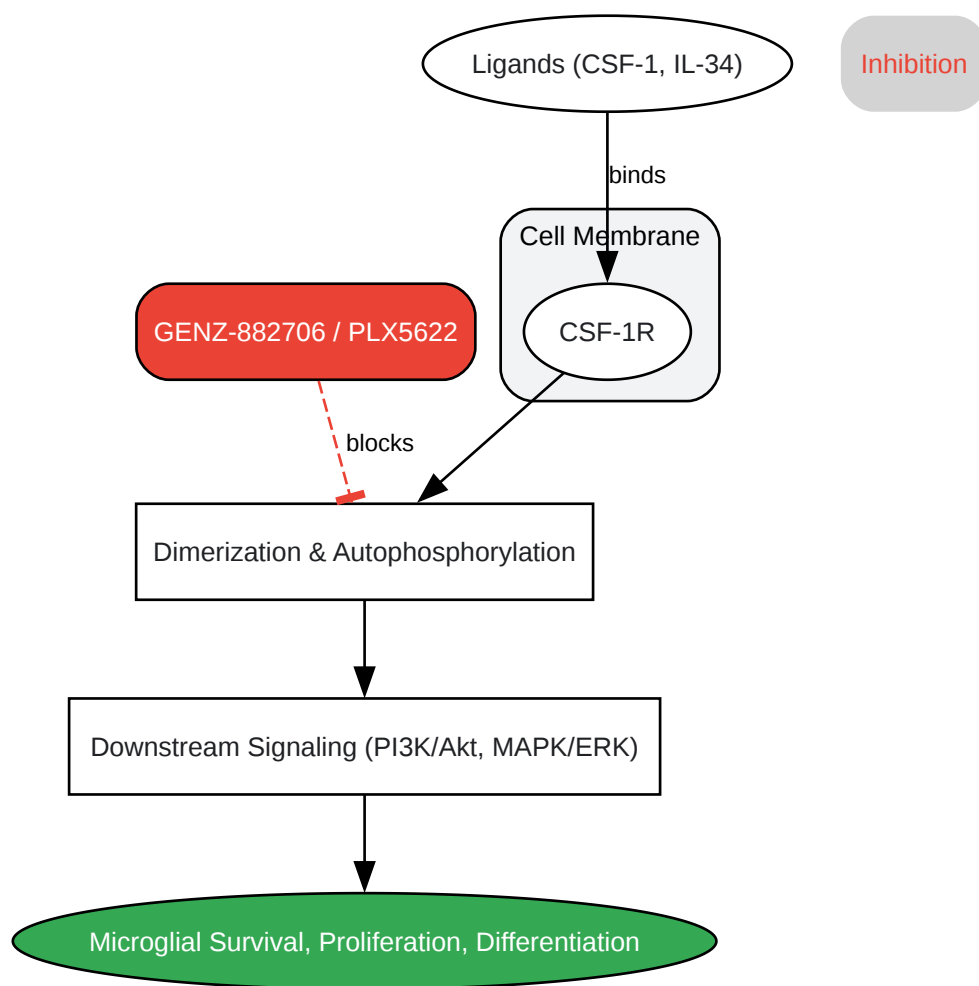 Ligands (CSF-1, IL-34)
Inhibition
binds
Cell Membrane
GENZ-882706 / PLX5622
CSF-1R
blocks
Dimerization & Autophosphorylation
Downstream Signaling (PI3K/Akt, MAPK/ERK)
Microglial Survival, Proliferation, Differentiation